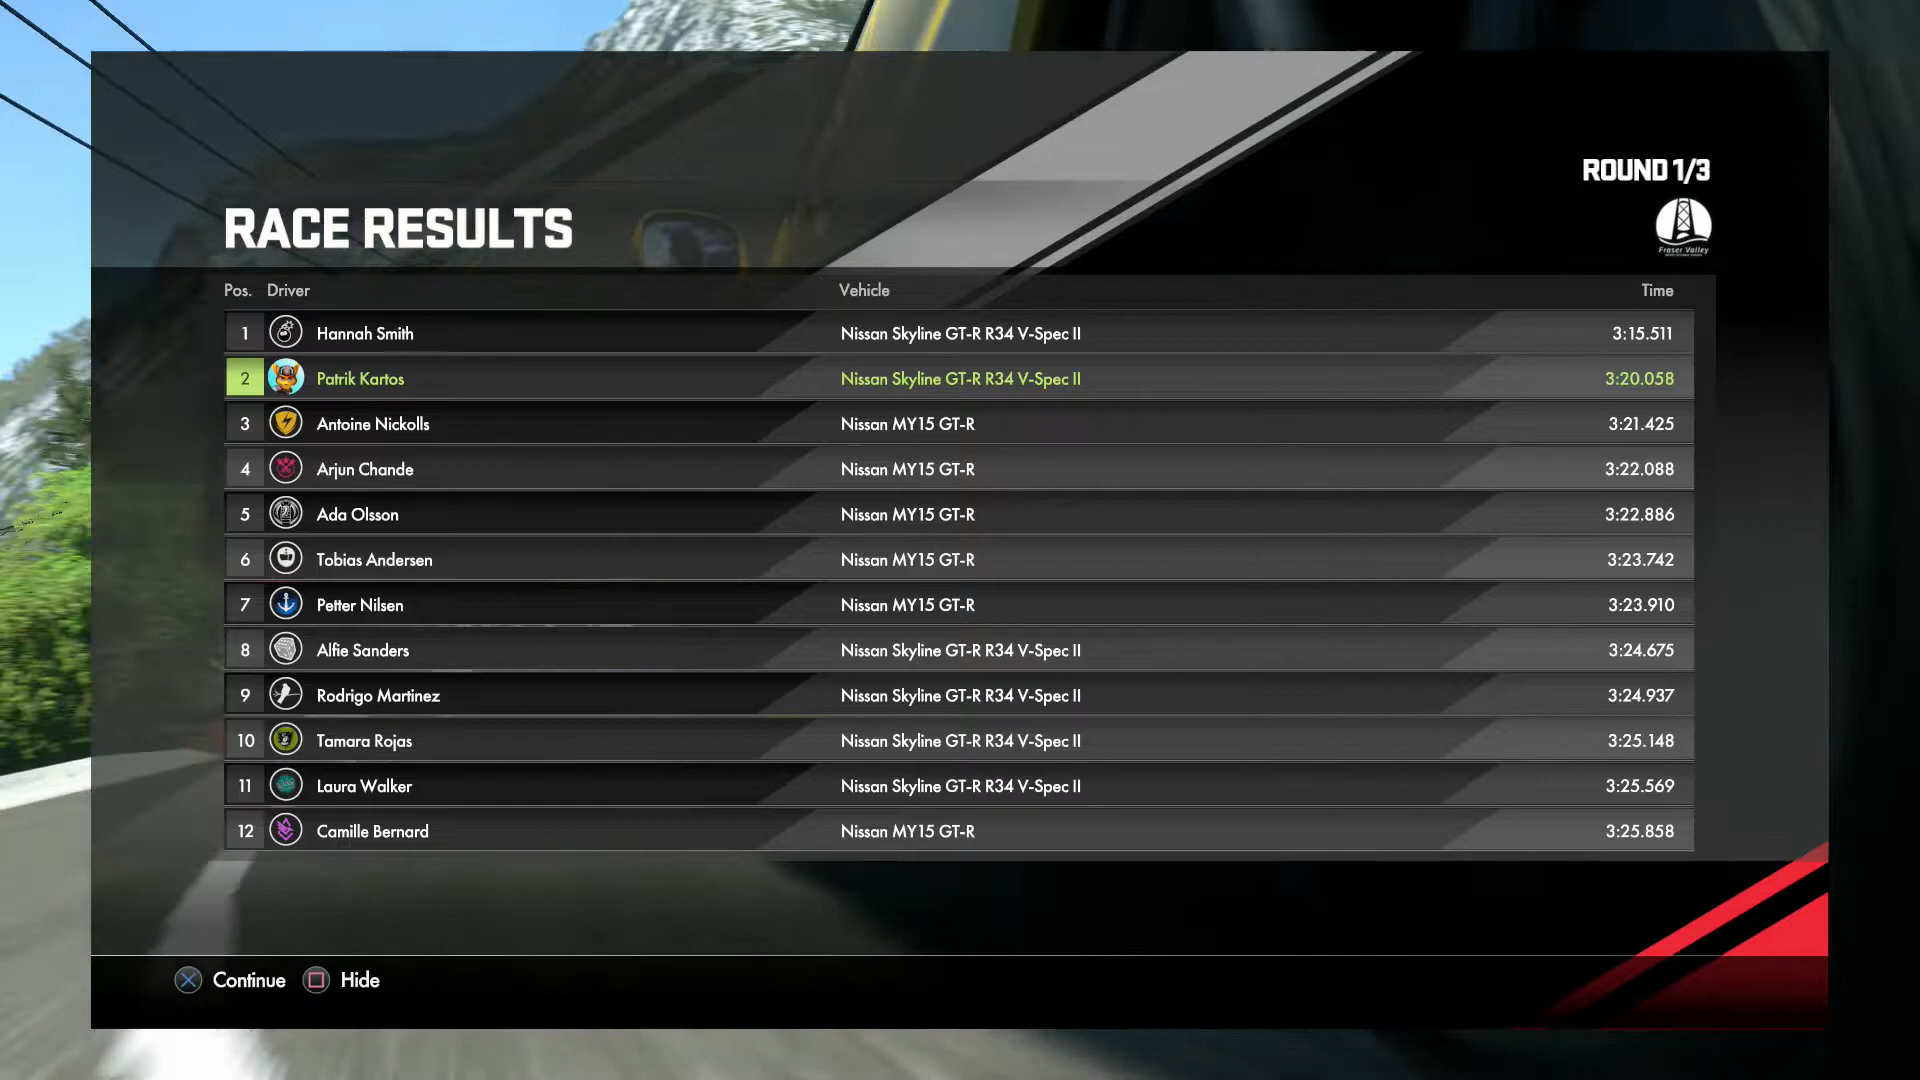 ROUND 1/3
RACE RESULTS
Fraser Valley
Pos. Driver Vehicle Time
1 Hannah Smith Nissan Skyline GT-R R34 V-Spec II 3:15.511
2 Patrik Kartos Nissan Skyline GT-R R34 V-Spec II 3:20.058
3 Antoine Nickolls Nissan MY15 GT-R 3:21.425
4 Arjun Chande Nissan MY15 GT-R 3:22.088
5 Ada Olsson Nissan MY15 GT-R 3:22.886
6 Tobias Andersen Nissan MY15 GT-R 3:23.742
7 Petter Nilsen Nissan MY15 GT-R 3:23.910
8 Alfie Sanders Nissan Skyline GT-R R34 V-Spec II 3:24.675
9 Rodrigo Martinez Nissan Skyline GT-R R34 V-Spec II 3:24.937
10 Tamara Rojas Nissan Skyline GT-R R34 V-Spec II 3:25.148
11 Laura Walker Nissan Skyline GT-R R34 V-Spec II 3:25.569
12 Camille Bernard Nissan MY15 GT-R 3:25.858
Continue Hide